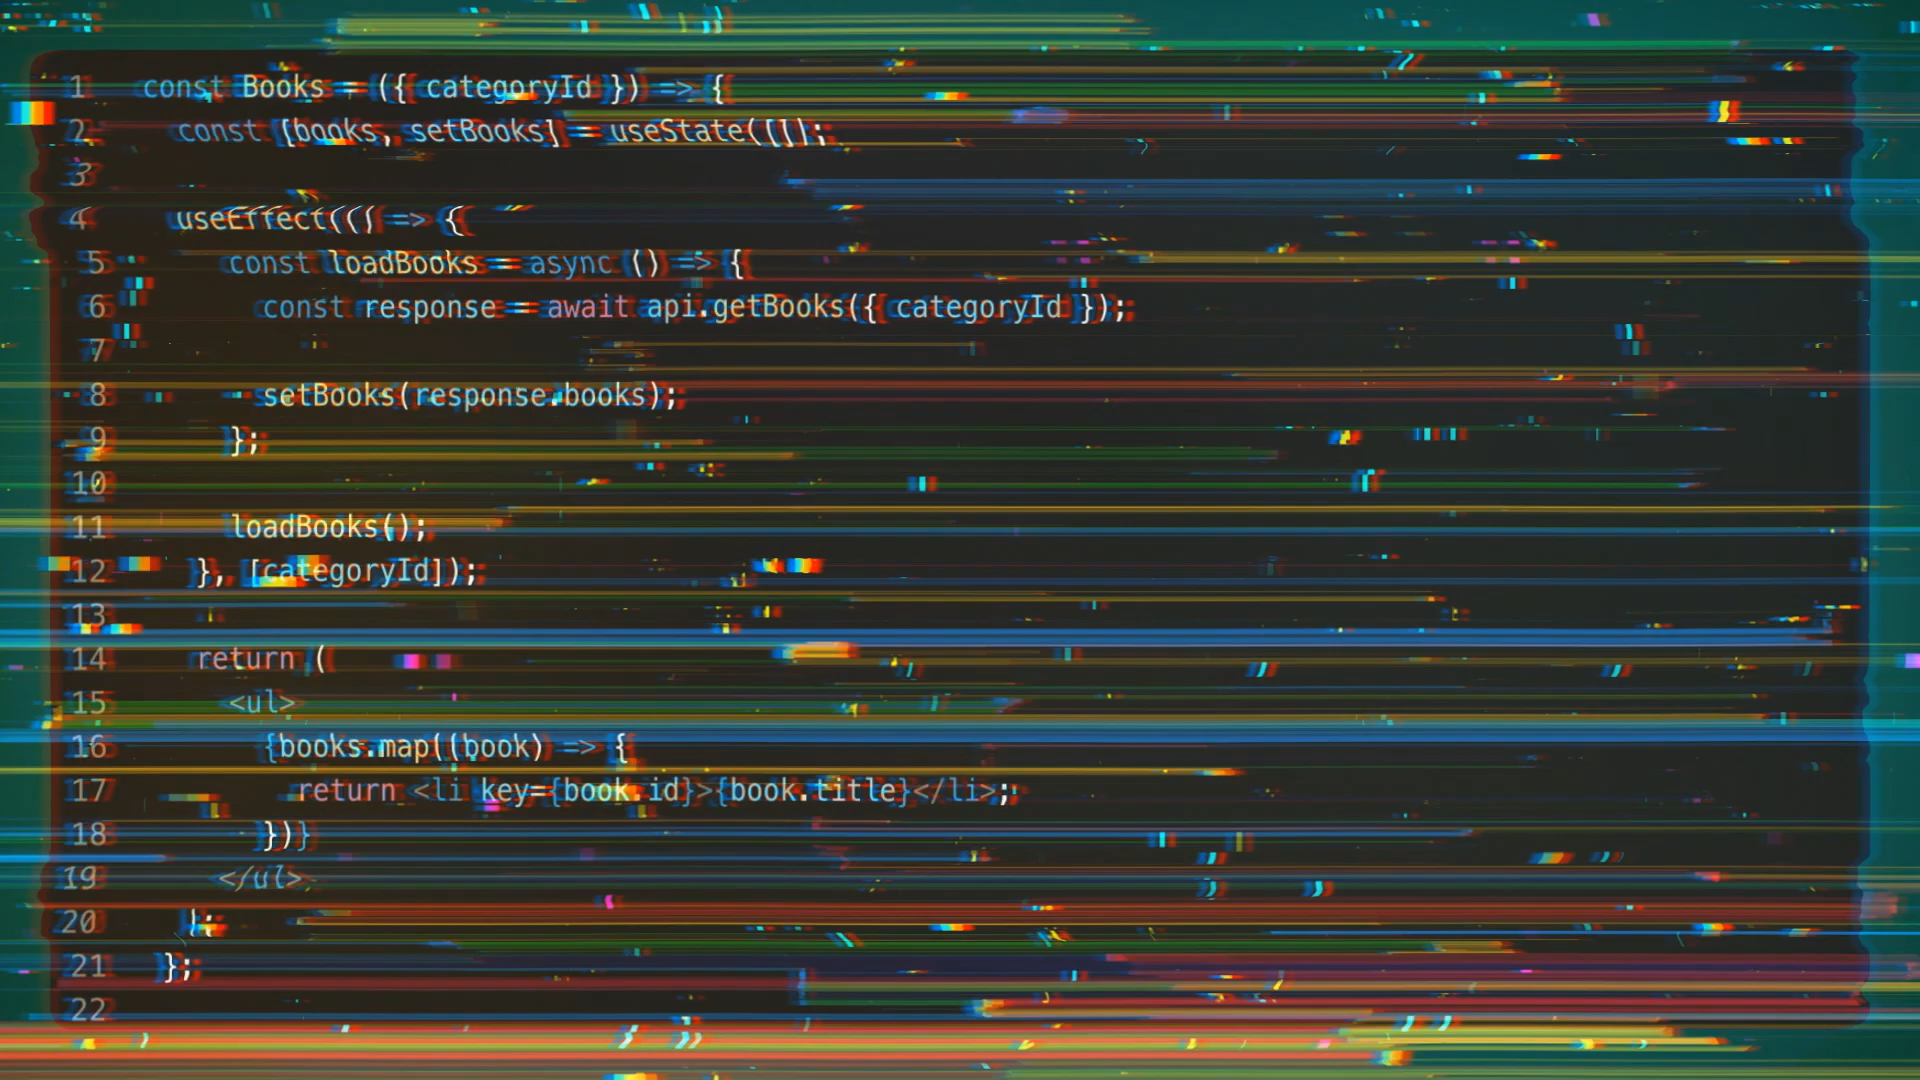 1 const Books = ({ categoryId }) => {
2 const [books, setBooks] = useState([]);
3
4 useEffect(() => {
5 const loadBooks = async () => {
6 const response = await api.getBooks({ categoryId });
7
8 setBooks(response.books);
9 };
10
11 loadBooks();
12 }, [categoryId]);
13
14 return (
15 <ul>
16 {books.map((book) => {
17 return <li key={book.id}>{book.title}</li>;
18 })}
19 </ul>
20 );
21 };
22